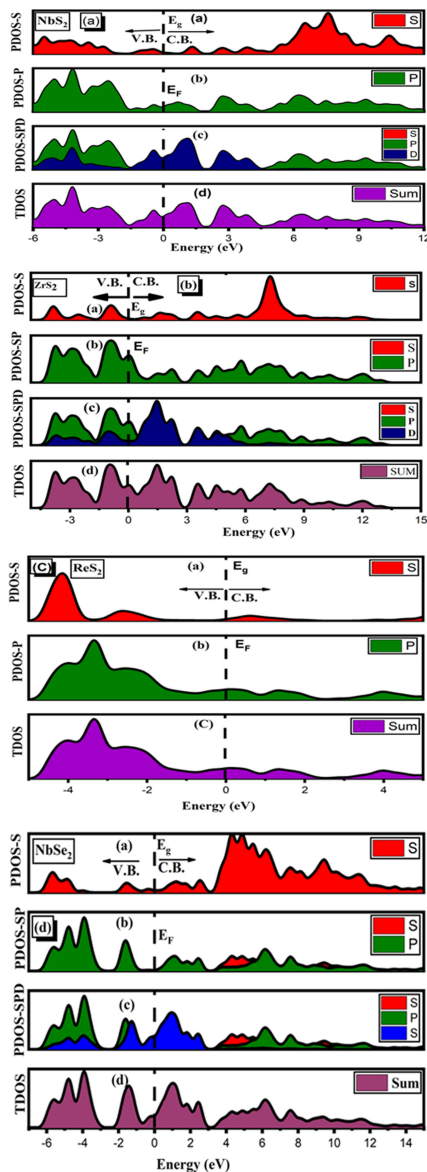 NbS2 (a) (a) Eg S
V.B. C.B.
PDOS-S
(b) P
EF
PDOS-P
(c) S
P
D
PDOS-SPD
(d) Sum
TDOS
-6 -3 0 3 6 9 12
Energy (eV)
ZrS2 V.B. C.B. (b) s
(a) Eg
PDOS-S
(b) EF S
P
PDOS-SP
(c) S
P
D
PDOS-SPD
(d) SUM
TDOS
-3 0 3 6 9 12 15
Energy (eV)
(C) ReS2 (a) Eg S
V.B. C.B.
PDOS-S
(b) EF P
PDOS-P
(C) Sum
TDOS
-4 -2 0 2 4
Energy (eV)
NbSe2 (a) Eg S
V.B. C.B.
PDOS-S
(d) (b) EF S
P
PDOS-SP
(c) S
P
S
PDOS-SPD
(d) Sum
TDOS
-6 -4 -2 0 2 4 6 8 10 12 14
Energy (eV)